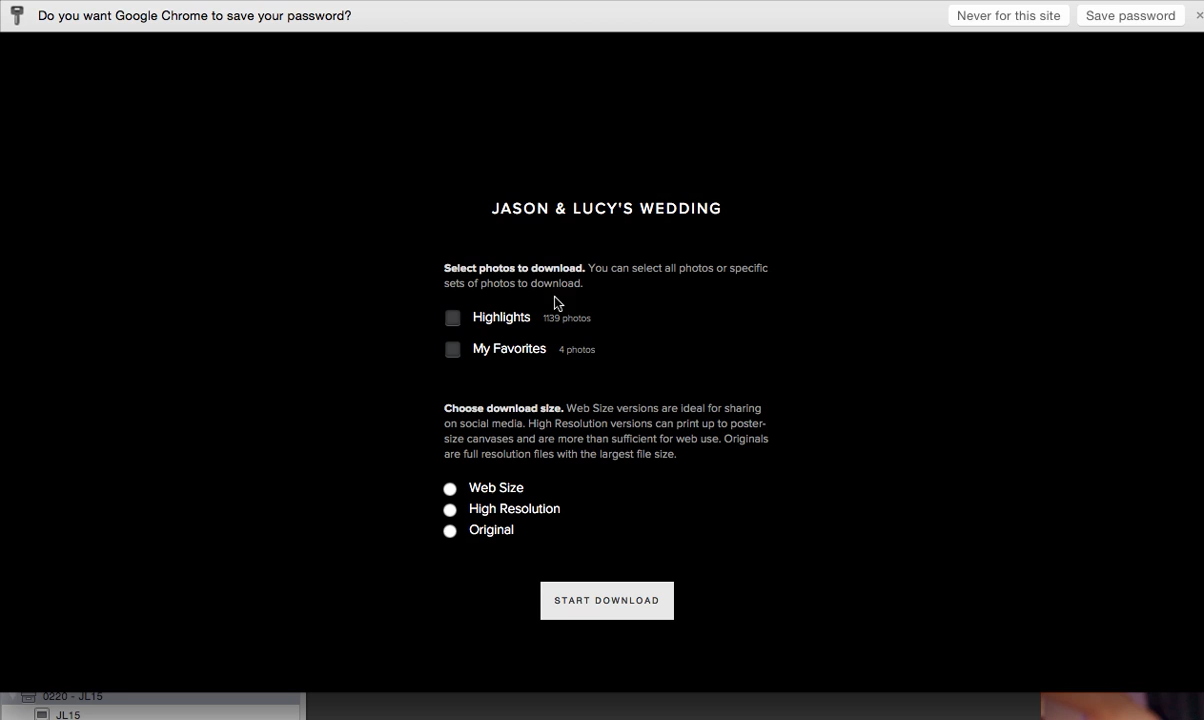 Do you want Google Chrome to save your password?
Never for this site
Save password
JASON & LUCY'S WEDDING
Select photos to download. You can select all photos or specific
sets of photos to download.
Highlights 1139 photos
My Favorites 4 photos
Choose download size. Web Size versions are ideal for sharing
on social media. High Resolution versions can print up to poster-
size canvases and are more than sufficient for web use. Originals
are full resolution files with the largest file size.
Web Size
High Resolution
Original
START DOWNLOAD
0220 - JL15
JL15